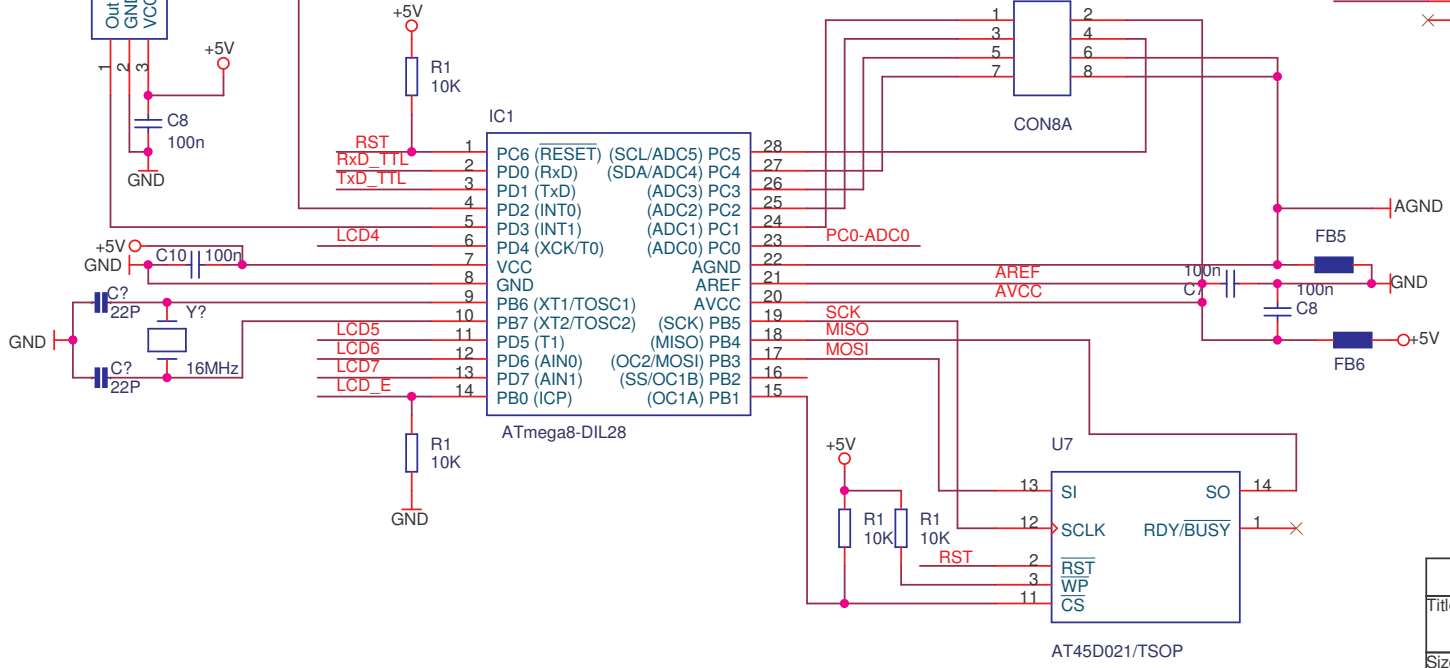 Out
GND
VCC
1
2
3
+5V
C8
100n
GND
+5V
R1
10K
1
3
5
7
2
4
6
8
CON8A
IC1
RST
RxD_TTL
TxD_TTL
LCD4
1 PC6 (RESET) (SCL/ADC5) PC5 28
2 PD0 (RxD) (SDA/ADC4) PC4 27
3 PD1 (TxD) (ADC3) PC3 26
4 PD2 (INT0) (ADC2) PC2 25
5 PD3 (INT1) (ADC1) PC1 24
6 PD4 (XCK/T0) (ADC0) PC0 23
7 VCC AGND 22
8 GND AREF 21
9 PB6 (XT1/TOSC1) AVCC 20
10 PB7 (XT2/TOSC2) (SCK) PB5 19
11 PD5 (T1) (MISO) PB4 18
12 PD6 (AIN0) (OC2/MOSI) PB3 17
13 PD7 (AIN1) (SS/OC1B) PB2 16
14 PB0 (ICP) (OC1A) PB1 15
ATmega8-DIL28
+5V
GND
C10 100n
C?
22P
Y?
GND
C?
22P
16MHz
LCD5
LCD6
LCD7
LCD_E
R1
10K
GND
PC0-ADC0
AREF
AVCC
SCK
MISO
MOSI
AGND
FB5
100n
C7
GND
100n
C8
+5V
FB6
+5V
R1
10K
R1
10K
RST
U7
13 SI
SO 14
12 SCLK
RDY/BUSY 1
2 RST
3 WP
11 CS
AT45D021/TSOP